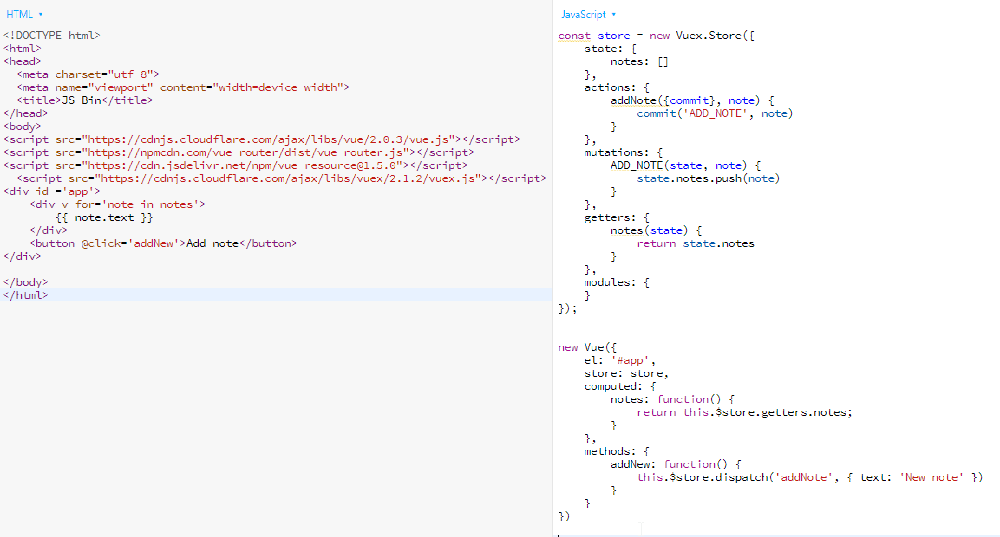 HTML ▾
<!DOCTYPE html>
<html>
<head>
  <meta charset="utf-8">
  <meta name="viewport" content="width=device-width">
  <title>JS Bin</title>
</head>
<body>
<script src="https://cdnjs.cloudflare.com/ajax/libs/vue/2.0.3/vue.js"></script>
<script src="https://npmcdn.com/vue-router/dist/vue-router.js"></script>
<script src="https://cdn.jsdelivr.net/npm/vue-resource@1.5.0"></script>
  <script src="https://cdnjs.cloudflare.com/ajax/libs/vuex/2.1.2/vuex.js"></script>
<div id ='app'>
    <div v-for='note in notes'>
        {{ note.text }}
    </div>
    <button @click='addNew'>Add note</button>
</div>

</body>
</html>
JavaScript ▾
const store = new Vuex.Store({
    state: {
        notes: []
    },
    actions: {
        addNote({commit}, note) {
            commit('ADD_NOTE', note)
        }
    },
    mutations: {
        ADD_NOTE(state, note) {
            state.notes.push(note)
        }
    },
    getters: {
        notes(state) {
            return state.notes
        }
    },
    modules: {
    }
});

new Vue({
    el: '#app',
    store: store,
    computed: {
        notes: function() {
            return this.$store.getters.notes;
        }
    },
    methods: {
        addNew: function() {
            this.$store.dispatch('addNote', { text: 'New note' })
        }
    }
})